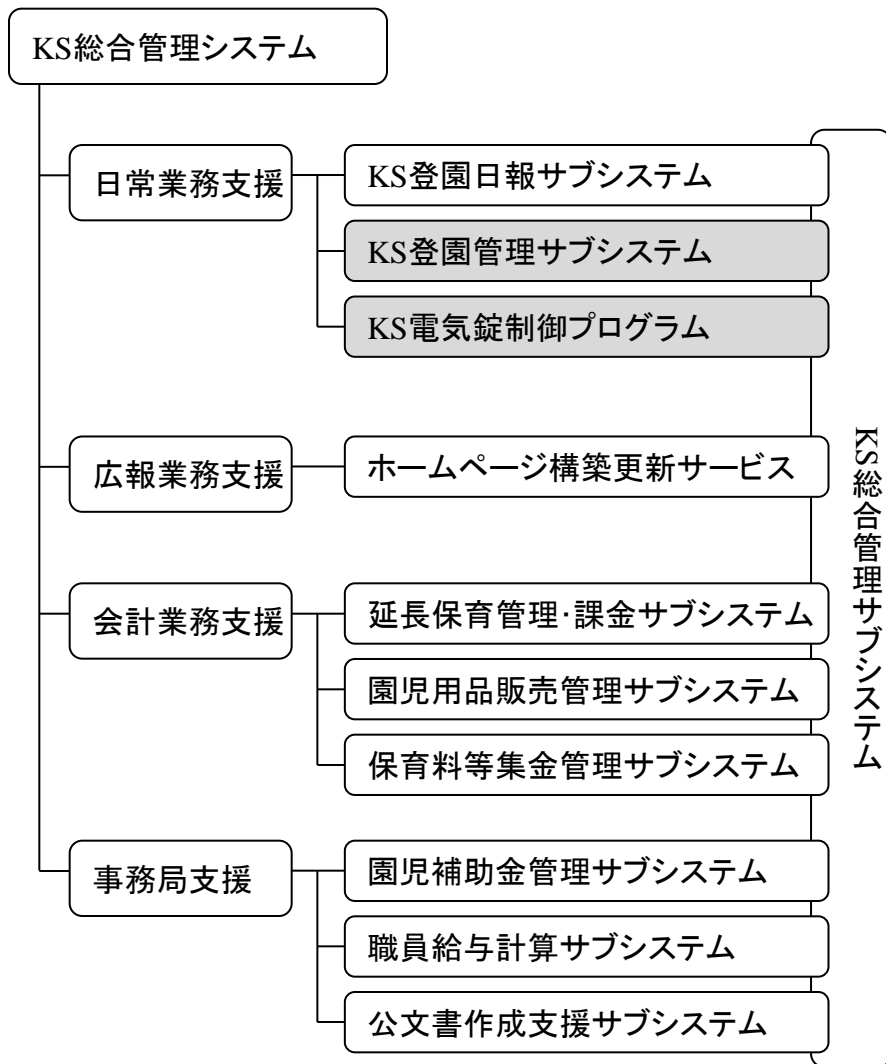 KS総合管理システム
日常業務支援
KS登園日報サブシステム
KS登園管理サブシステム
KS電気錠制御プログラム
広報業務支援
ホームページ構築更新サービス
会計業務支援
延長保育管理・課金サブシステム
園児用品販売管理サブシステム
保育料等集金管理サブシステム
事務局支援
園児補助金管理サブシステム
職員給与計算サブシステム
公文書作成支援サブシステム
KS総合管理サブシステム